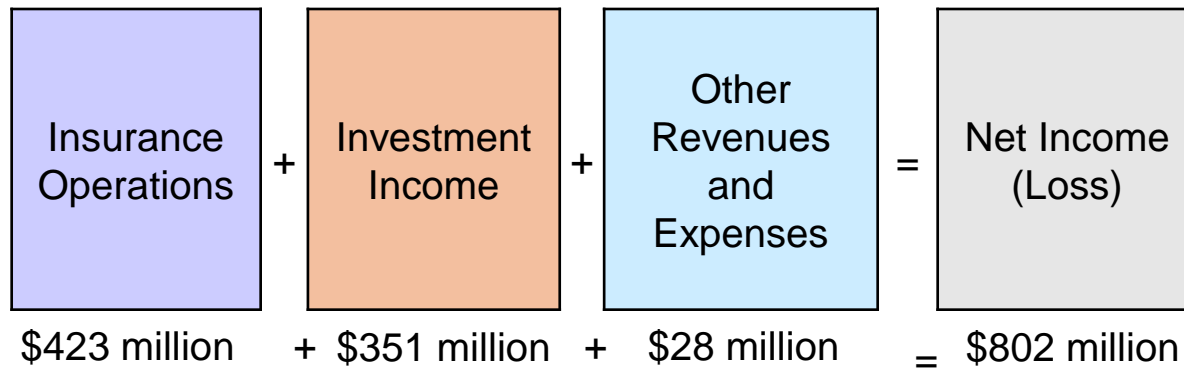 Insurance
Operations
+
Investment
Income
+
Other
Revenues
and
Expenses
=
Net Income
(Loss)
$423 million + $351 million + $28 million = $802 million